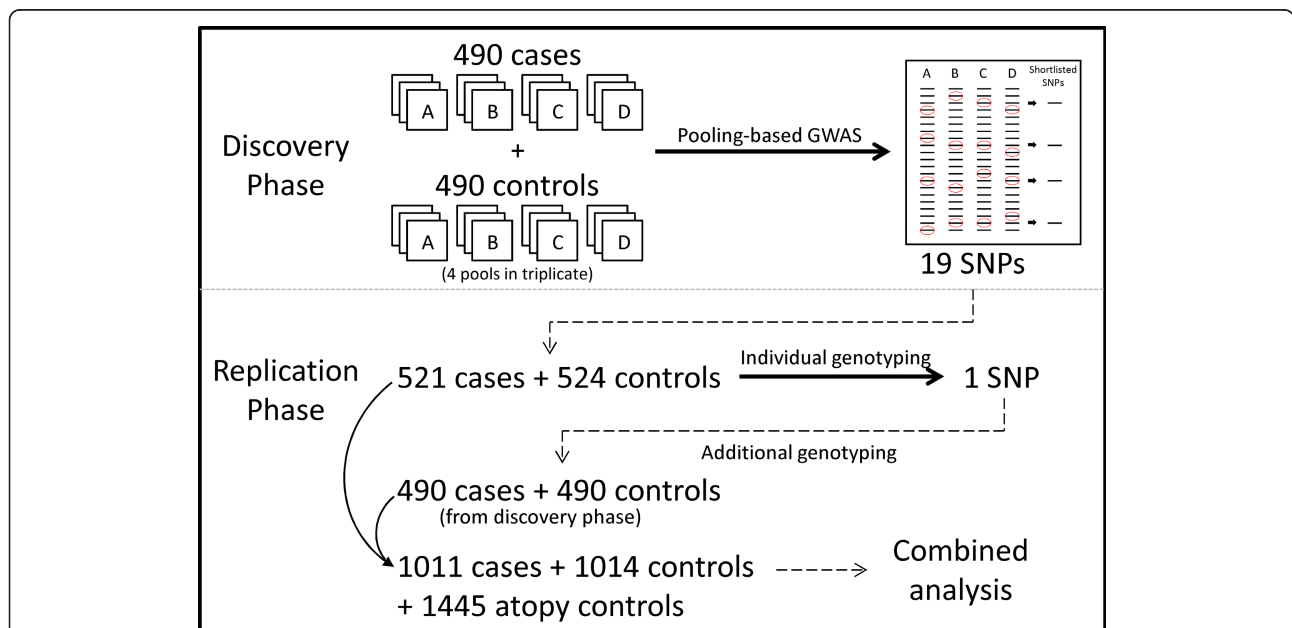 490 cases
A B C D
+
490 controls
A B C D
(4 pools in triplicate)
Discovery
Phase
Pooling-based GWAS
A B C D Shortlisted
SNPs
19 SNPs
Replication
Phase
521 cases + 524 controls
Individual genotyping
1 SNP
Additional genotyping
490 cases + 490 controls
(from discovery phase)
1011 cases + 1014 controls
+ 1445 atopy controls
Combined
analysis